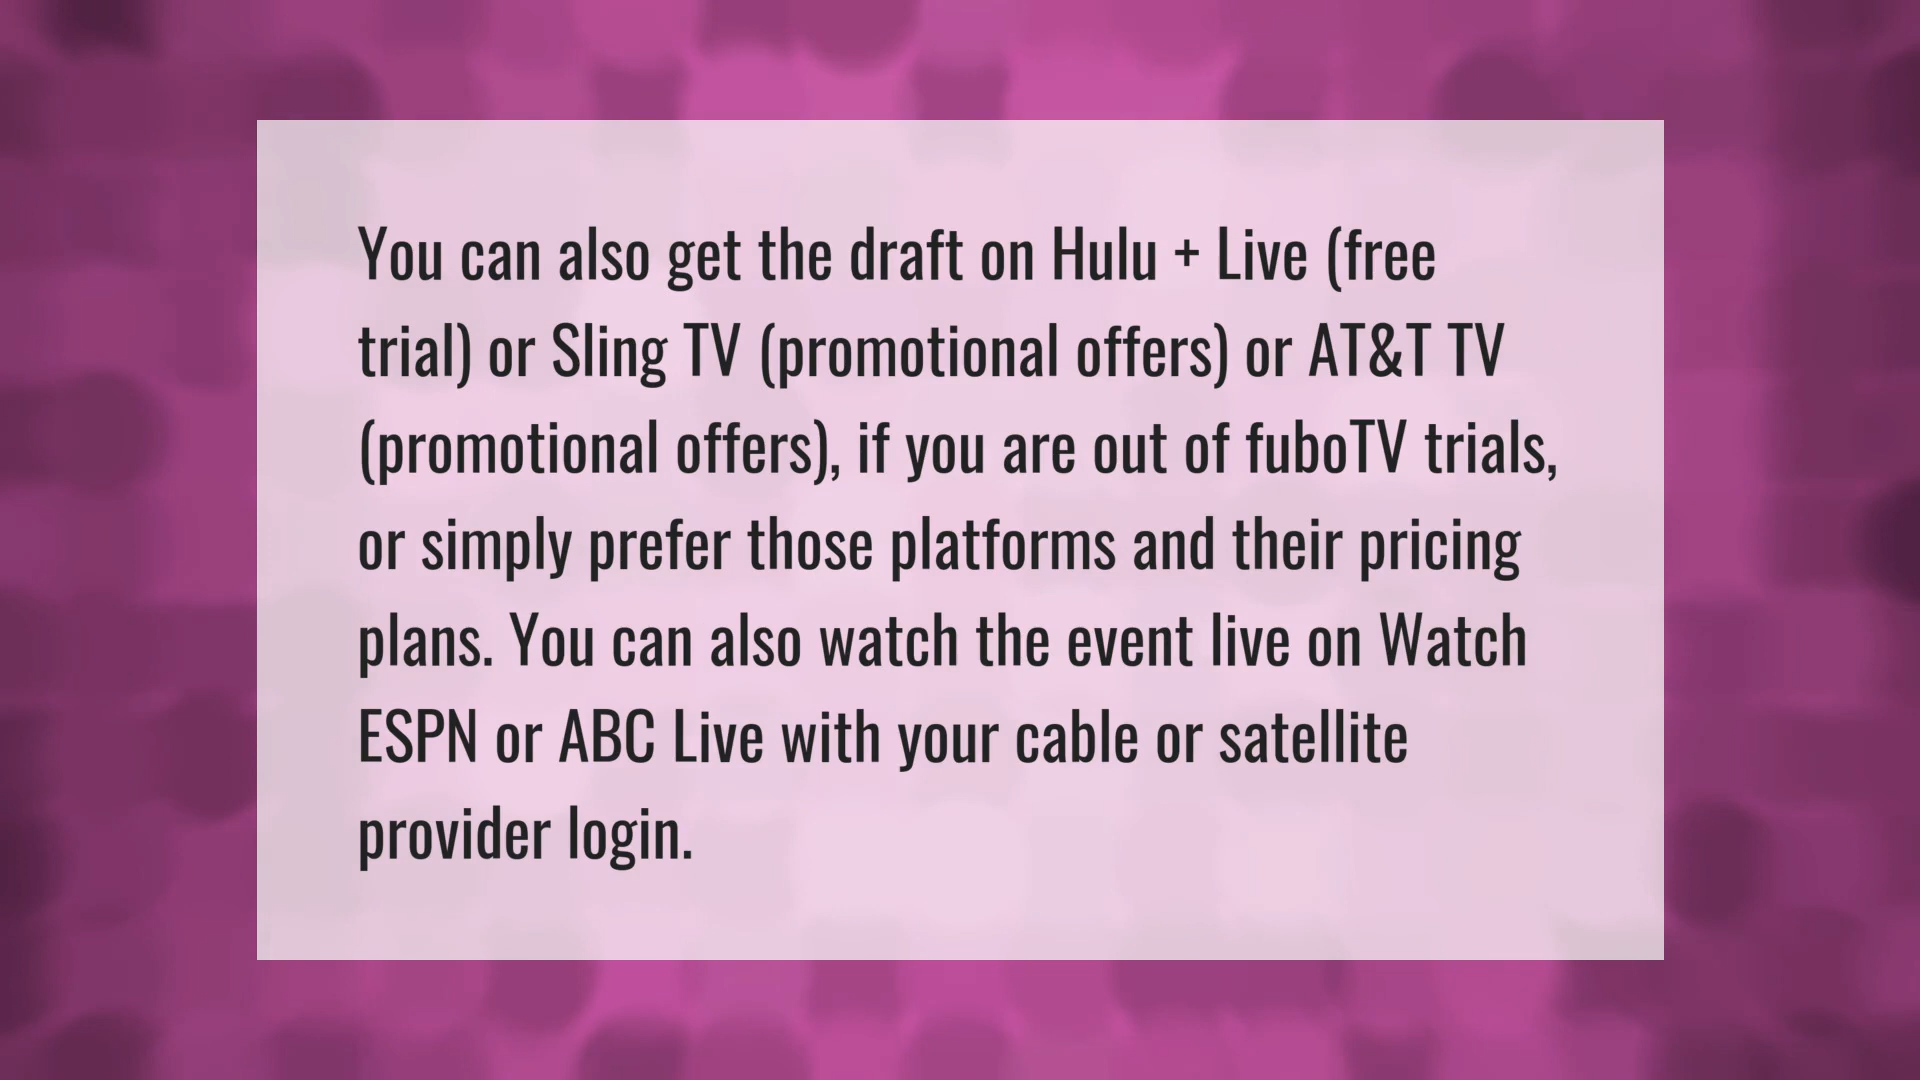 You can also get the draft on Hulu + Live (free
trial) or Sling TV (promotional offers) or AT&T TV
(promotional offers), if you are out of fuboTV trials,
or simply prefer those platforms and their pricing
plans. You can also watch the event live on Watch
ESPN or ABC Live with your cable or satellite
provider login.